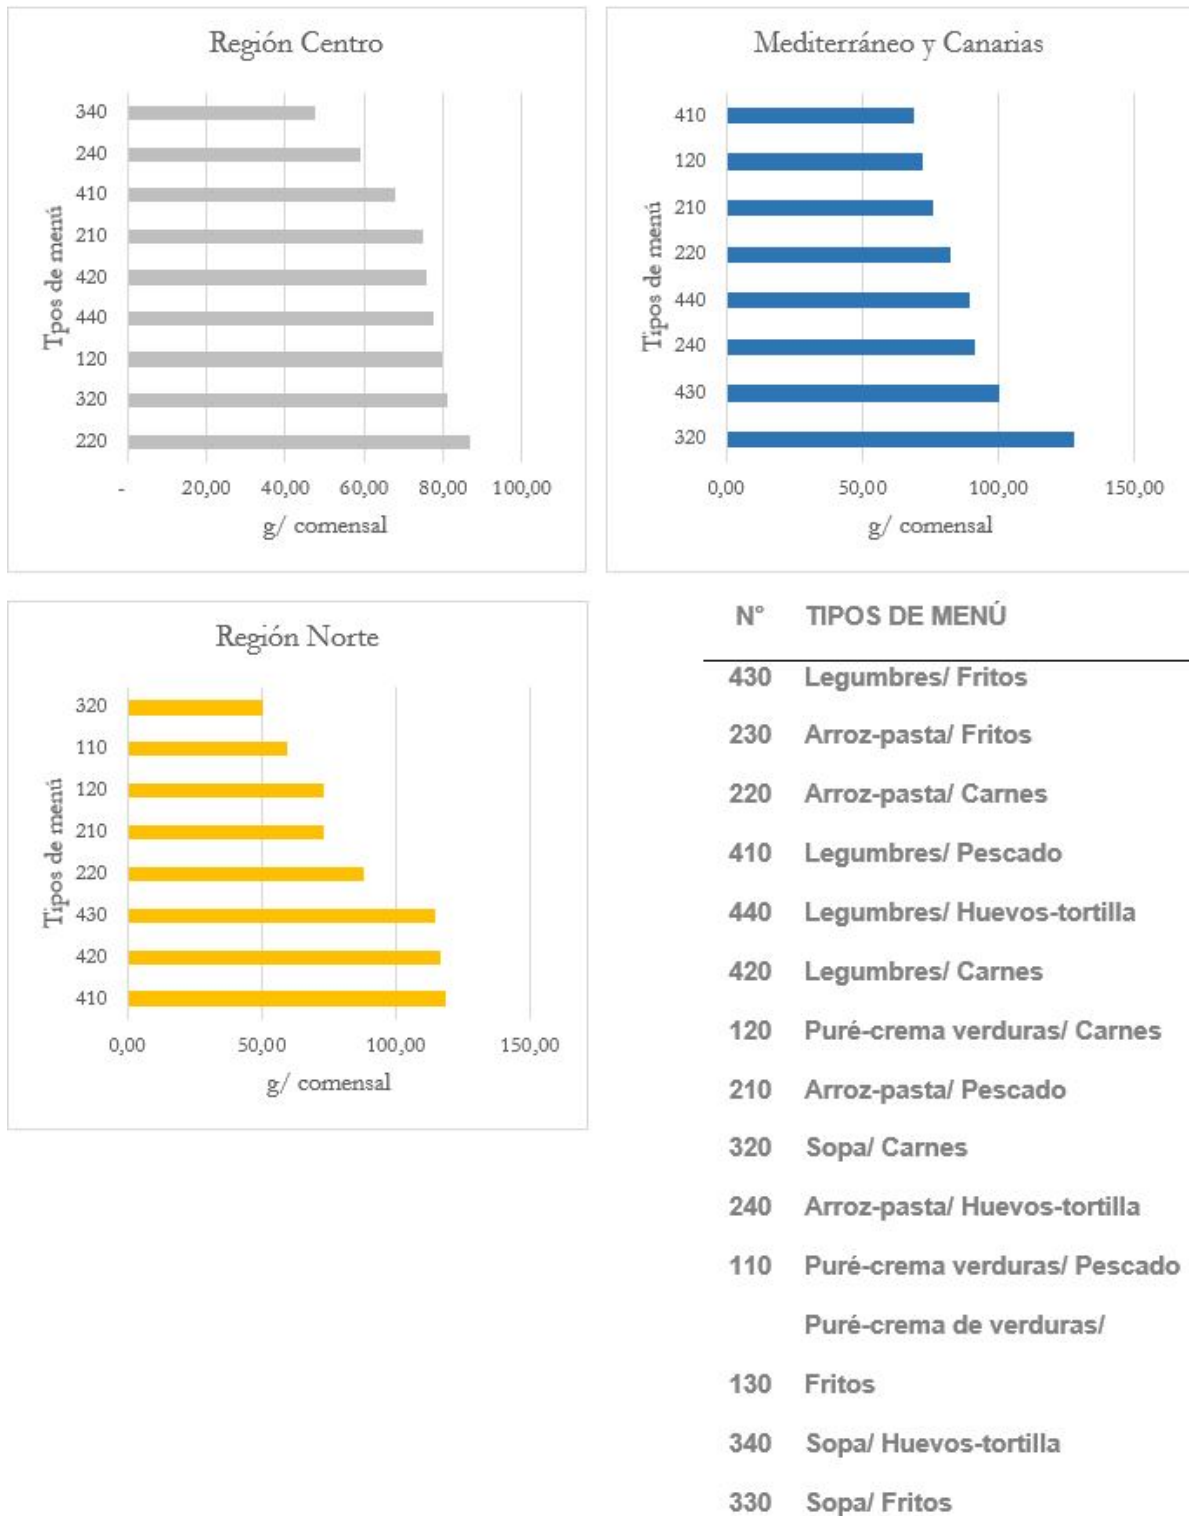 Región Centro
Tpos de menú
340
240
410
210
420
440
120
320
220
- 20,00 40,00 60,00 80,00 100,00
g/ comensal
Mediterráneo y Canarias
Tipos de menú
410
120
210
220
440
240
430
320
0,00 50,00 100,00 150,00
g/ comensal
Región Norte
Tipos de menú
320
110
120
210
220
430
420
410
0,00 50,00 100,00 150,00
g/ comensal
N° TIPOS DE MENÚ
430 Legumbres/ Fritos
230 Arroz-pasta/ Fritos
220 Arroz-pasta/ Carnes
410 Legumbres/ Pescado
440 Legumbres/ Huevos-tortilla
420 Legumbres/ Carnes
120 Puré-crema verduras/ Carnes
210 Arroz-pasta/ Pescado
320 Sopa/ Carnes
240 Arroz-pasta/ Huevos-tortilla
110 Puré-crema verduras/ Pescado
Puré-crema de verduras/
130 Fritos
340 Sopa/ Huevos-tortilla
330 Sopa/ Fritos